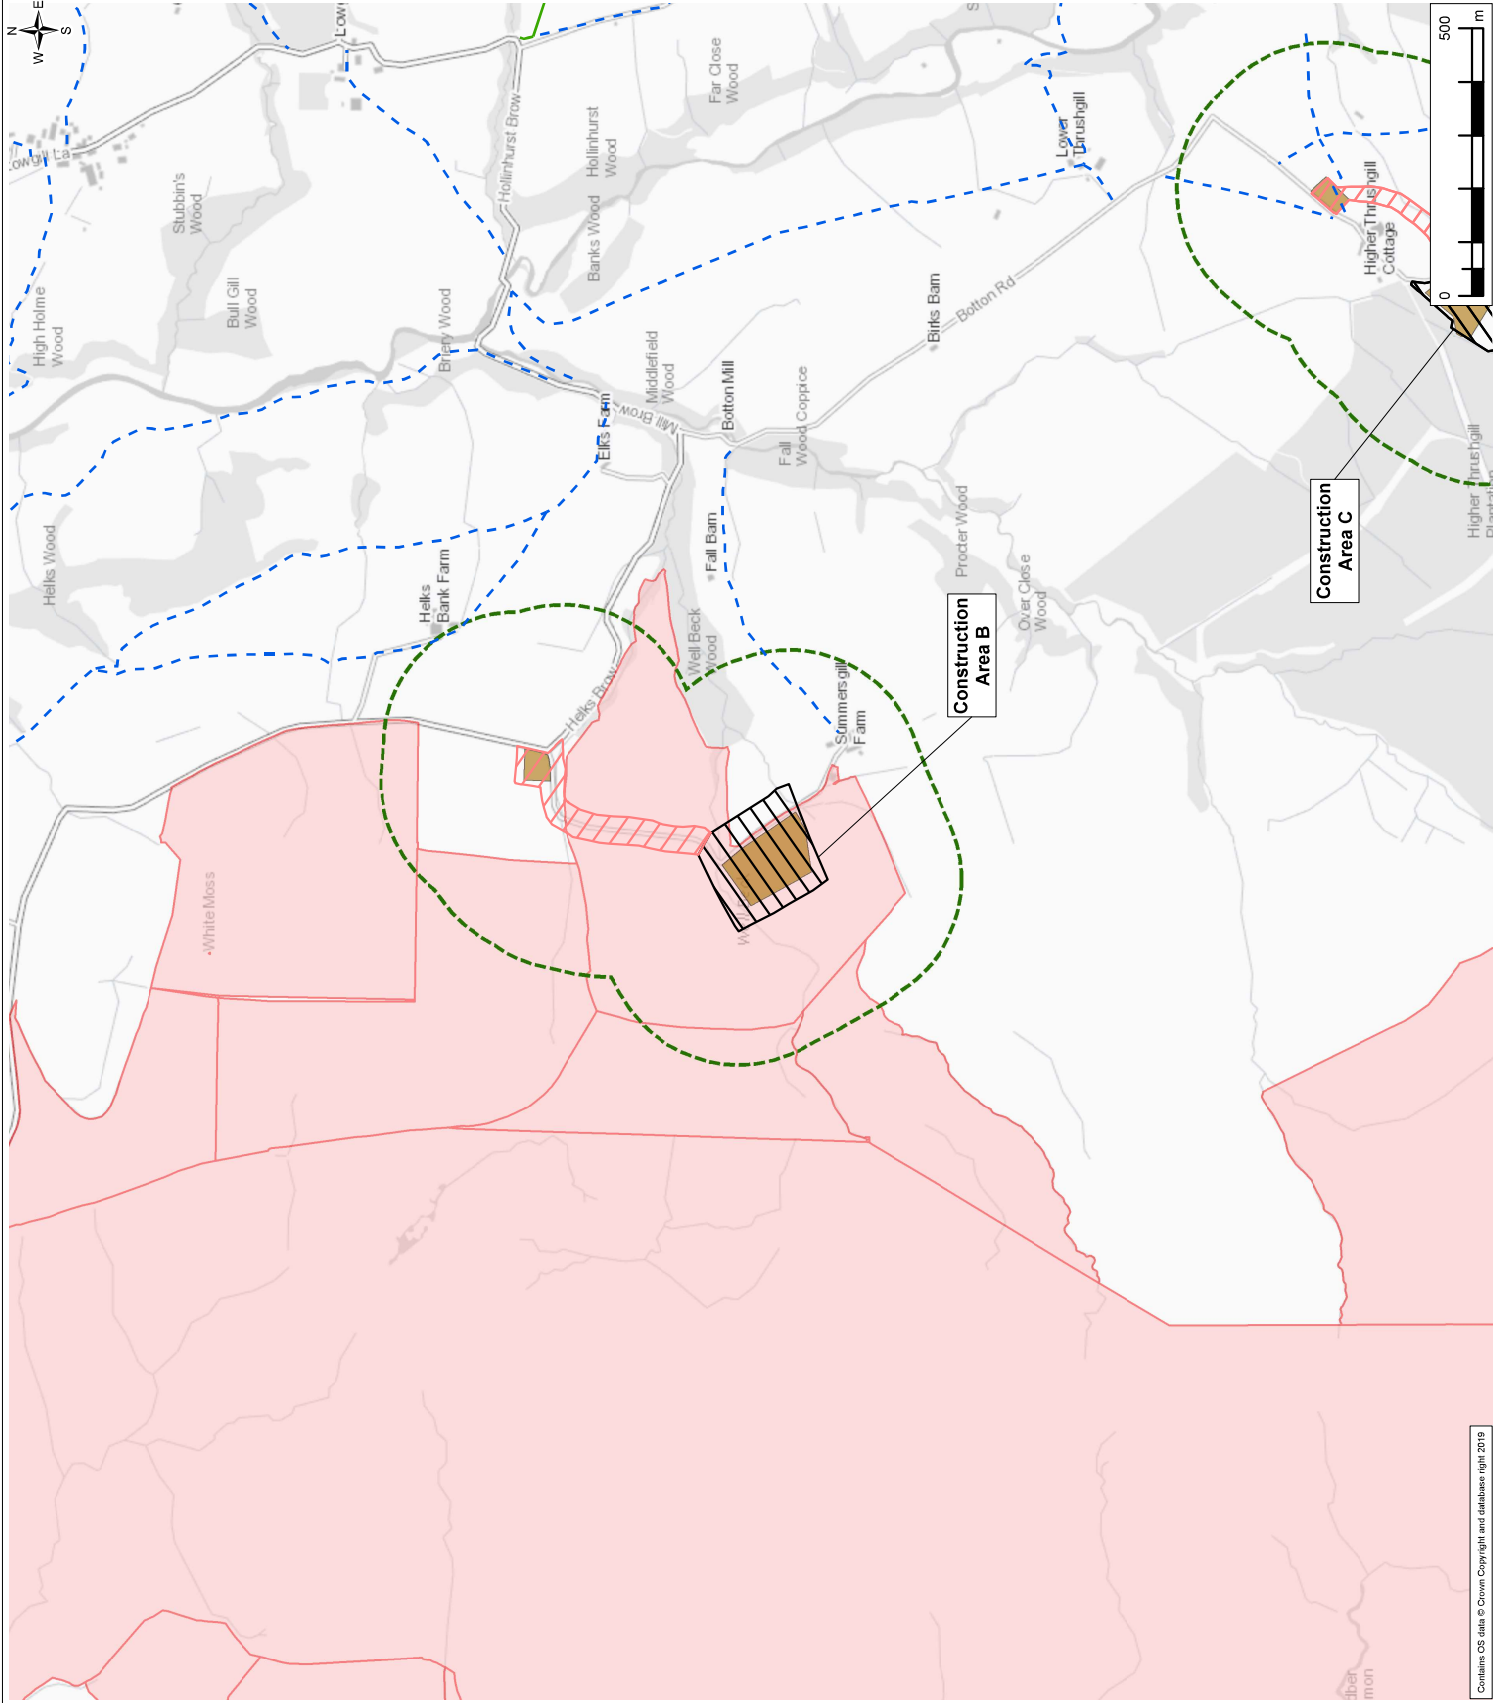 N
E
S
W
500
m
0
High Holme
Wood
Stubbin's
Wood
Bull Gill
Wood
Hollinhurst Brow
Far Close
Wood
Hollinhurst
Wood
Banks Wood
Briery Wood
Helks Wood
Middlefield
Wood
Mill Brow
Elks Farm
Botton Mill
Fall
Wood Coppice
Birks Barn
Botton Rd
Lower
Thrushgill
Higher Thrushgill
Cottage
Helks
Bank Farm
Fall Barn
Procter Wood
Over Close
Wood
Well Beck
Wood
Helks Brow
Summersgill
Farm
White Moss
Higher Thrushgill
Construction
Area B
Construction
Area C
Contains OS data © Crown Copyright and database right 2019